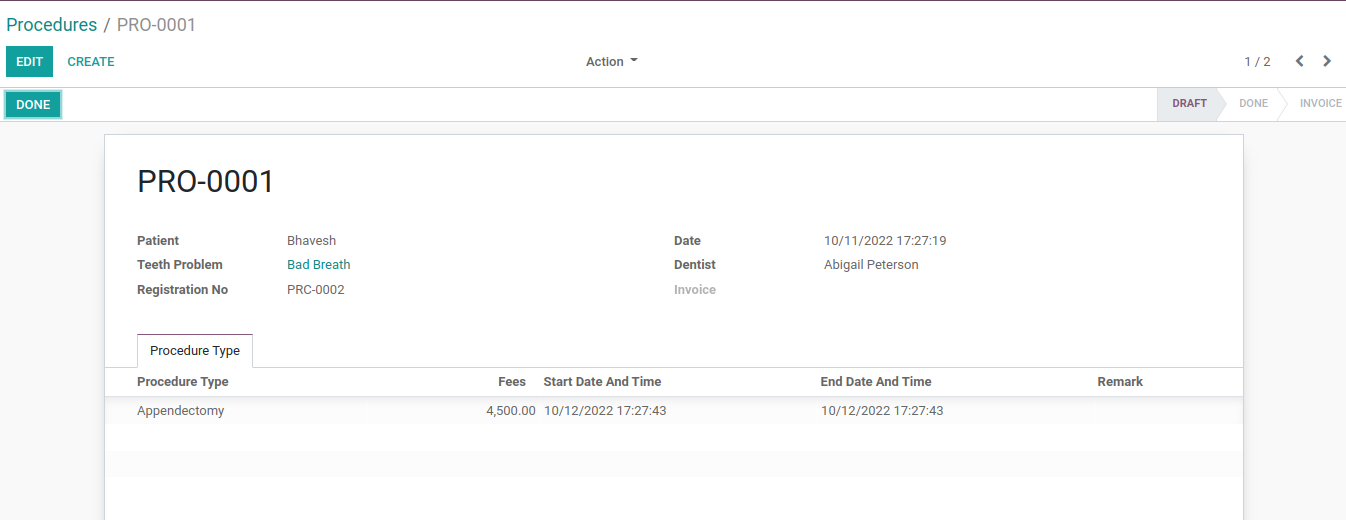 Procedures / PRO-0001
EDIT CREATE Action 1 / 2
DONE DRAFT DONE INVOICE
PRO-0001
Patient Bhavesh Date 10/11/2022 17:27:19
Teeth Problem Bad Breath Dentist Abigail Peterson
Registration No PRC-0002 Invoice
Procedure Type
Procedure Type Fees Start Date And Time End Date And Time Remark
Appendectomy 4,500.00 10/12/2022 17:27:43 10/12/2022 17:27:43